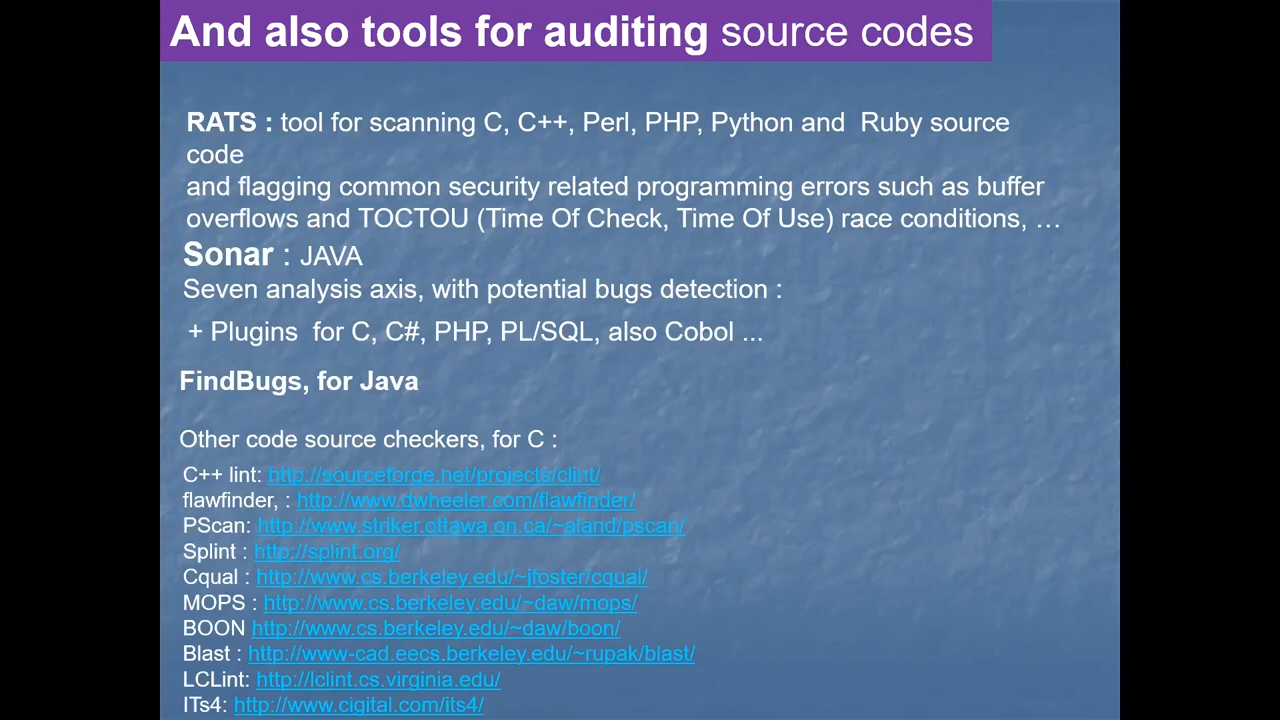 And also tools for auditing source codes
RATS : tool for scanning C, C++, Perl, PHP, Python and Ruby source
code
and flagging common security related programming errors such as buffer
overflows and TOCTOU (Time Of Check, Time Of Use) race conditions, …
Sonar : JAVA
Seven analysis axis, with potential bugs detection :
+ Plugins for C, C#, PHP, PL/SQL, also Cobol ...
FindBugs, for Java
Other code source checkers, for C :
C++ lint: http://sourceforge.net/projects/clint/
flawfinder, : http://www.dwheeler.com/flawfinder/
PScan: http://www.striker.ottawa.on.ca/~aland/pscan/
Splint : http://splint.org/
Cqual : http://www.cs.berkeley.edu/~jfoster/cqual/
MOPS : http://www.cs.berkeley.edu/~daw/mops/
BOON http://www.cs.berkeley.edu/~daw/boon/
Blast : http://www-cad.eecs.berkeley.edu/~rupak/blast/
LCLint: http://lclint.cs.virginia.edu/
ITs4: http://www.cigital.com/its4/